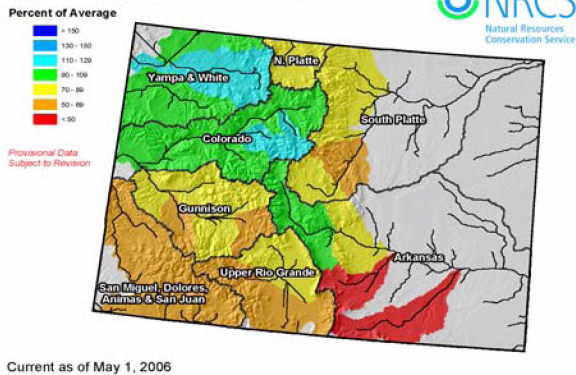 Percent of Average
> 150
130 - 150
110 - 129
90 - 109
70 - 89
50 - 69
< 50
Provisional Data
Subject to Revision
NRCS
Natural Resources
Conservation Service
Yampa & White
N. Platte
South Platte
Colorado
Gunnison
Arkansas
Upper Rio Grande
San Miguel, Dolores,
Animas & San Juan
Current as of May 1, 2006